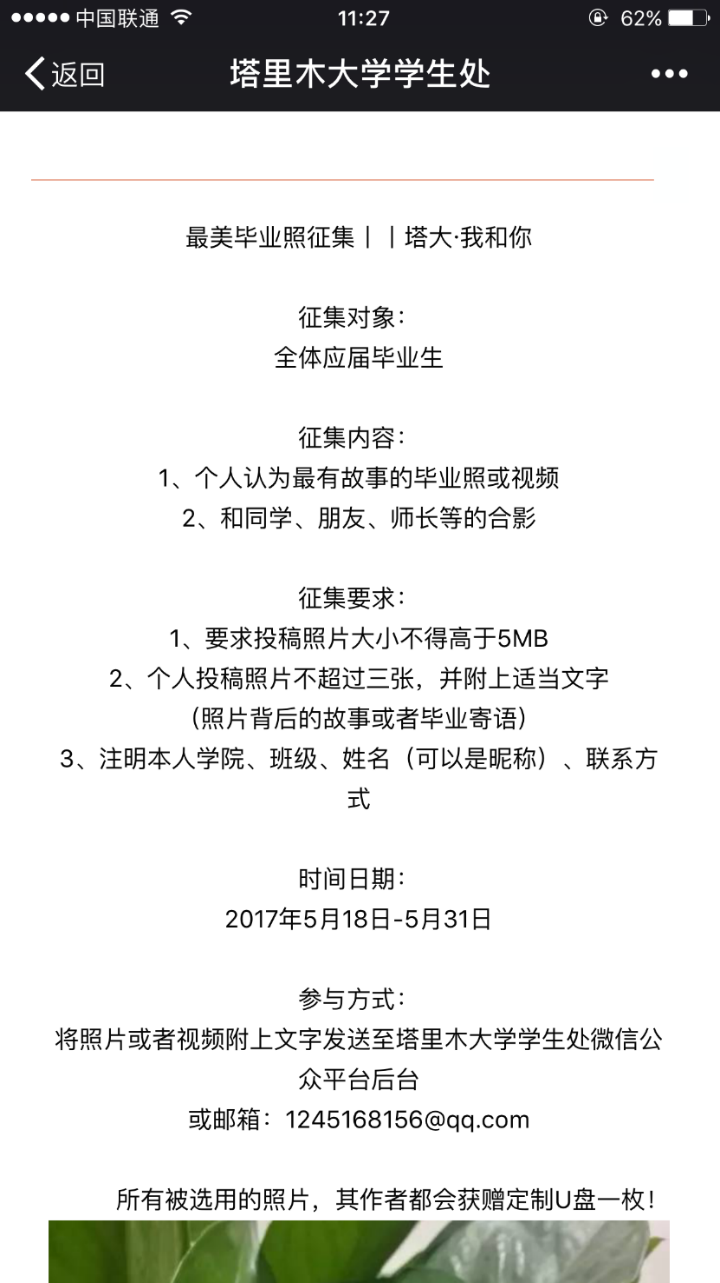 中国联通 11:27 62%
返回 塔里木大学学生处
最美毕业照征集丨丨塔大·我和你
征集对象：
全体应届毕业生
征集内容：
1、个人认为最有故事的毕业照或视频
2、和同学、朋友、师长等的合影
征集要求：
1、要求投稿照片大小不得高于5MB
2、个人投稿照片不超过三张，并附上适当文字
（照片背后的故事或者毕业寄语）
3、注明本人学院、班级、姓名（可以是昵称）、联系方
式
时间日期：
2017年5月18日-5月31日
参与方式：
将照片或者视频附上文字发送至塔里木大学学生处微信公
众平台后台
或邮箱：1245168156@qq.com
所有被选用的照片，其作者都会获赠定制U盘一枚！